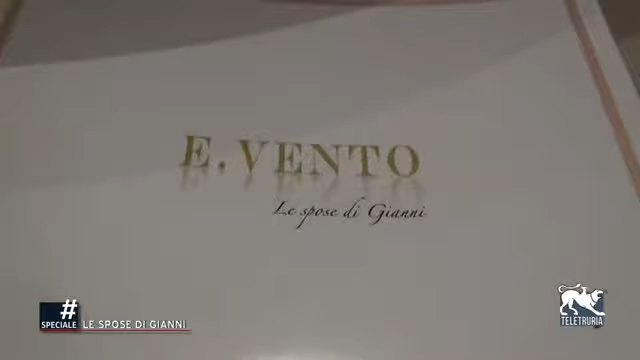 E. VENTO
Le spose di Gianni
#
SPECIALE LE SPOSE DI GIANNI
TELETRURIA